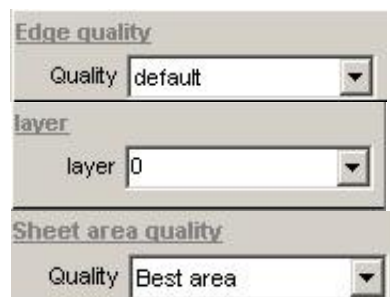 Edge quality
Quality default
layer
layer 0
Sheet area quality
Quality Best area